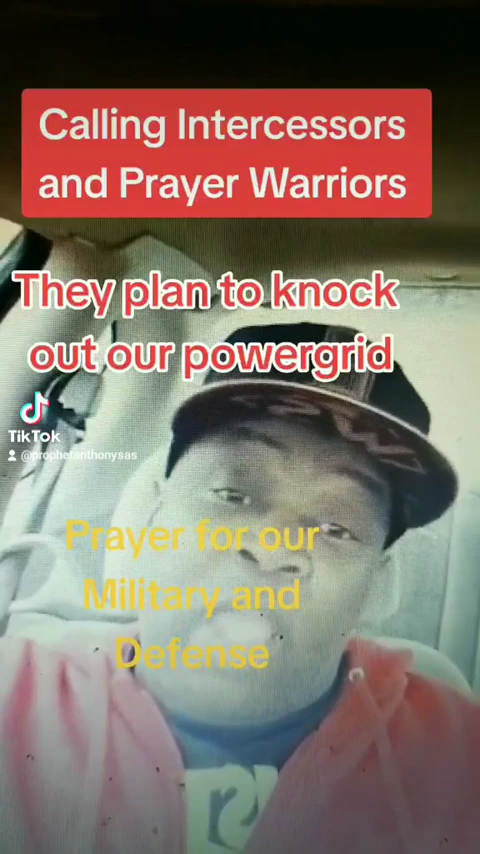 Calling Intercessors
and Prayer Warriors
They plan to knock
out our powergrid
TikTok
@prophetanthonysas
Prayer for our
Military and
Defense